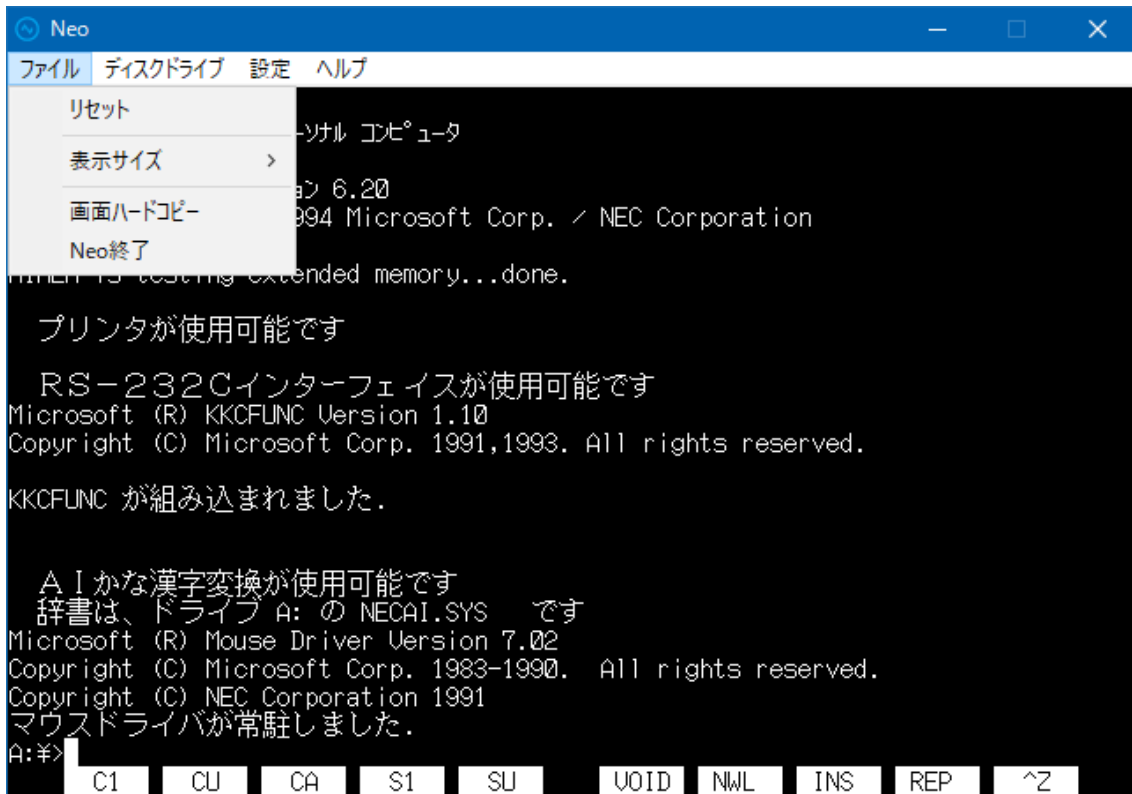 Neo
ファイル ディスクドライブ 設定 ヘルプ
リセット
表示サイズ >
画面ハードコピー
Neo終了
ーソナル コンピュータ
ン 6.20
994 Microsoft Corp. / NEC Corporation
testing extended memory...done.
プリンタが使用可能です
RS-232Cインターフェイスが使用可能です
Microsoft (R) KKCFUNC Version 1.10
Copyright (C) Microsoft Corp. 1991,1993. All rights reserved.
KKCFUNC が組み込まれました.
AIかな漢字変換が使用可能です
辞書は、ドライブ A: の NECAI.SYS です
Microsoft (R) Mouse Driver Version 7.02
Copyright (C) Microsoft Corp. 1983-1990. All rights reserved.
Copyright (C) NEC Corporation 1991
マウスドライバが常駐しました.
A:¥>
C1 CU CA S1 SU VOID NWL INS REP ^Z